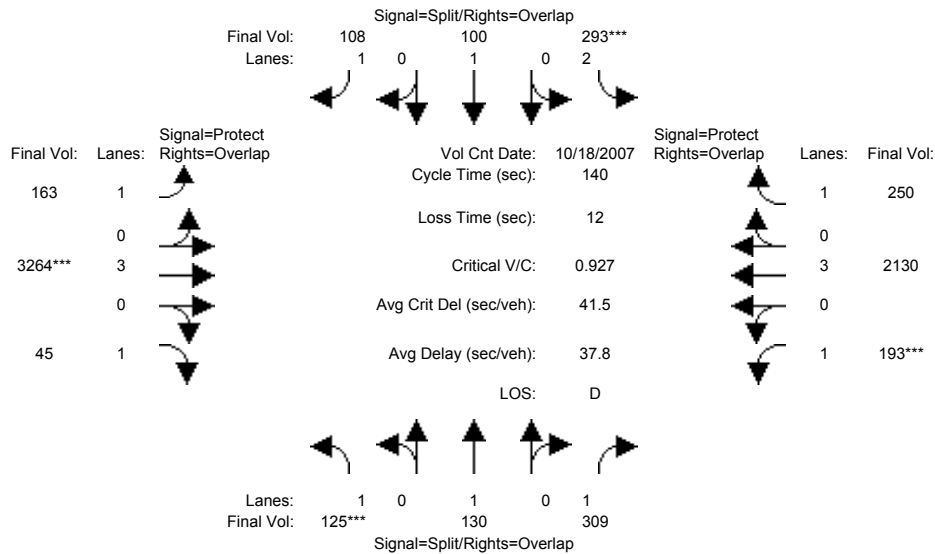 Signal=Split/Rights=Overlap
Final Vol: 108 100 293***
Lanes: 1 0 1 0 2
Signal=Protect
Final Vol: Lanes: Rights=Overlap
Vol Cnt Date: 10/18/2007
Signal=Protect
Rights=Overlap Lanes: Final Vol:
Cycle Time (sec): 140
163 1
1 250
Loss Time (sec): 12
0
0
3264*** 3
Critical V/C: 0.927
3 2130
0
Avg Crit Del (sec/veh): 41.5
0
45 1
Avg Delay (sec/veh): 37.8
1 193***
LOS: D
Lanes: 1 0 1 0 1
Final Vol: 125*** 130 309
Signal=Split/Rights=Overlap